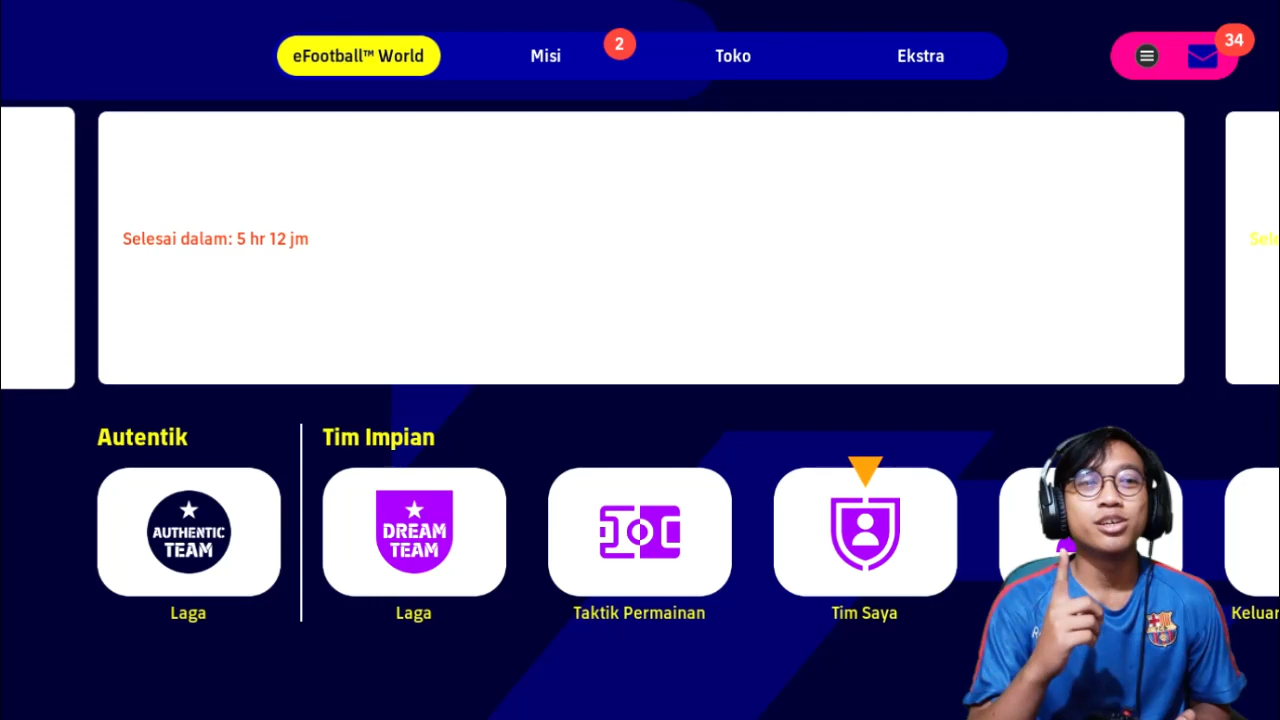 eFootball™ World
Misi
2
Toko
Ekstra
34
Selesai dalam: 5 hr 12 jm
Sele
Autentik
Tim Impian
AUTHENTIC
TEAM
DREAM
TEAM
Laga
Laga
Taktik Permainan
Tim Saya
Keluar